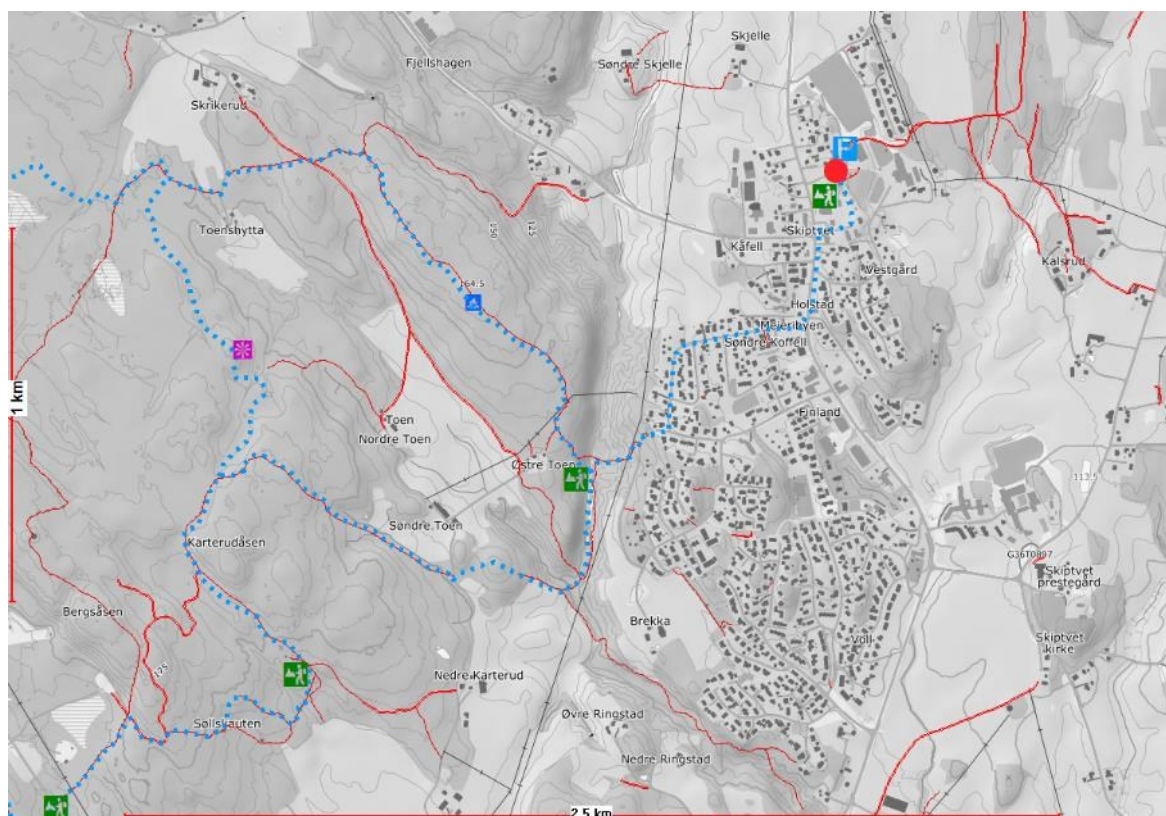 Skjelle
Fjellshagen
Søndre Skjelle
Skrikerud
P
Toenshytta
150
125
Skiptvet
Kåfell
Vestgård
Kalsrud
164.5
Holstad
Meieribyen
Søndre Koffell
1 km
Toen
Nordre Toen
Finland
Østre Toen
113.5
Søndre Toen
Karterudåsen
G36T0897
Skiptvet
prestegård
Bergsåsen
Brekka
Voll
Skiptvet
kirke
125
Nedre Karterud
Søllskauten
Øvre Ringstad
Nedre Ringstad
2.5 km